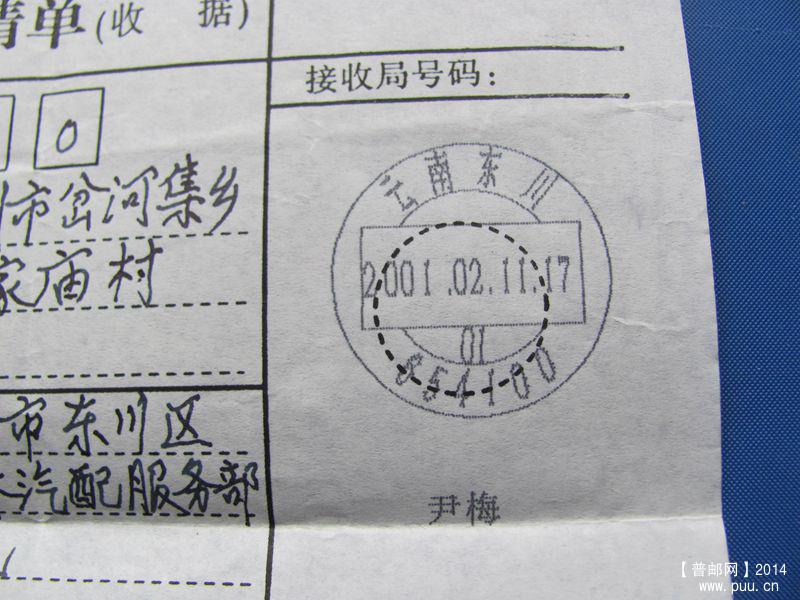 清单(收 据)
接收局号码：
0
市岔河集乡
家庙村
云南东川
2001.02.11.17
01
654100
市东川区
汽配服务部
尹梅
【普邮网】2014
www.puu.cn